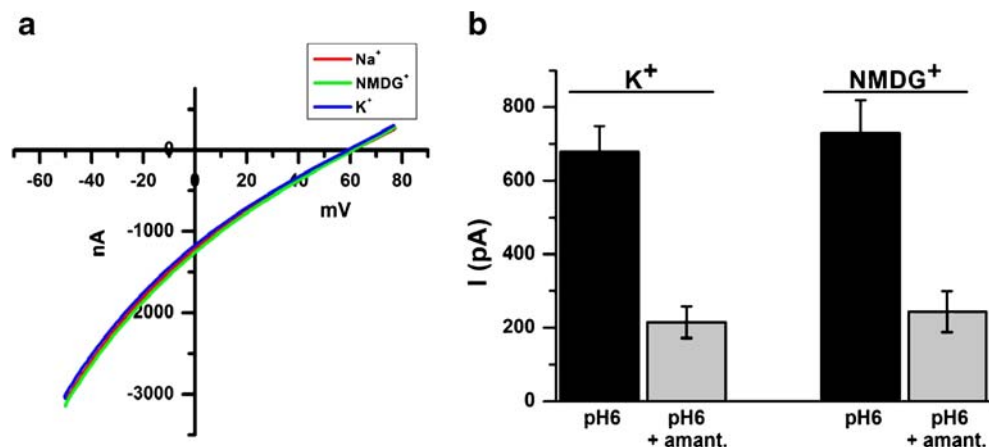 a
Na+
NMDG+
K+
0
-60 -40 -20 0 20 40 60 80
mV
nA
-1000
-2000
-3000
b
K+ NMDG+
I (pA)
800
600
400
200
0
pH6 pH6 pH6 pH6
+ amant. + amant.